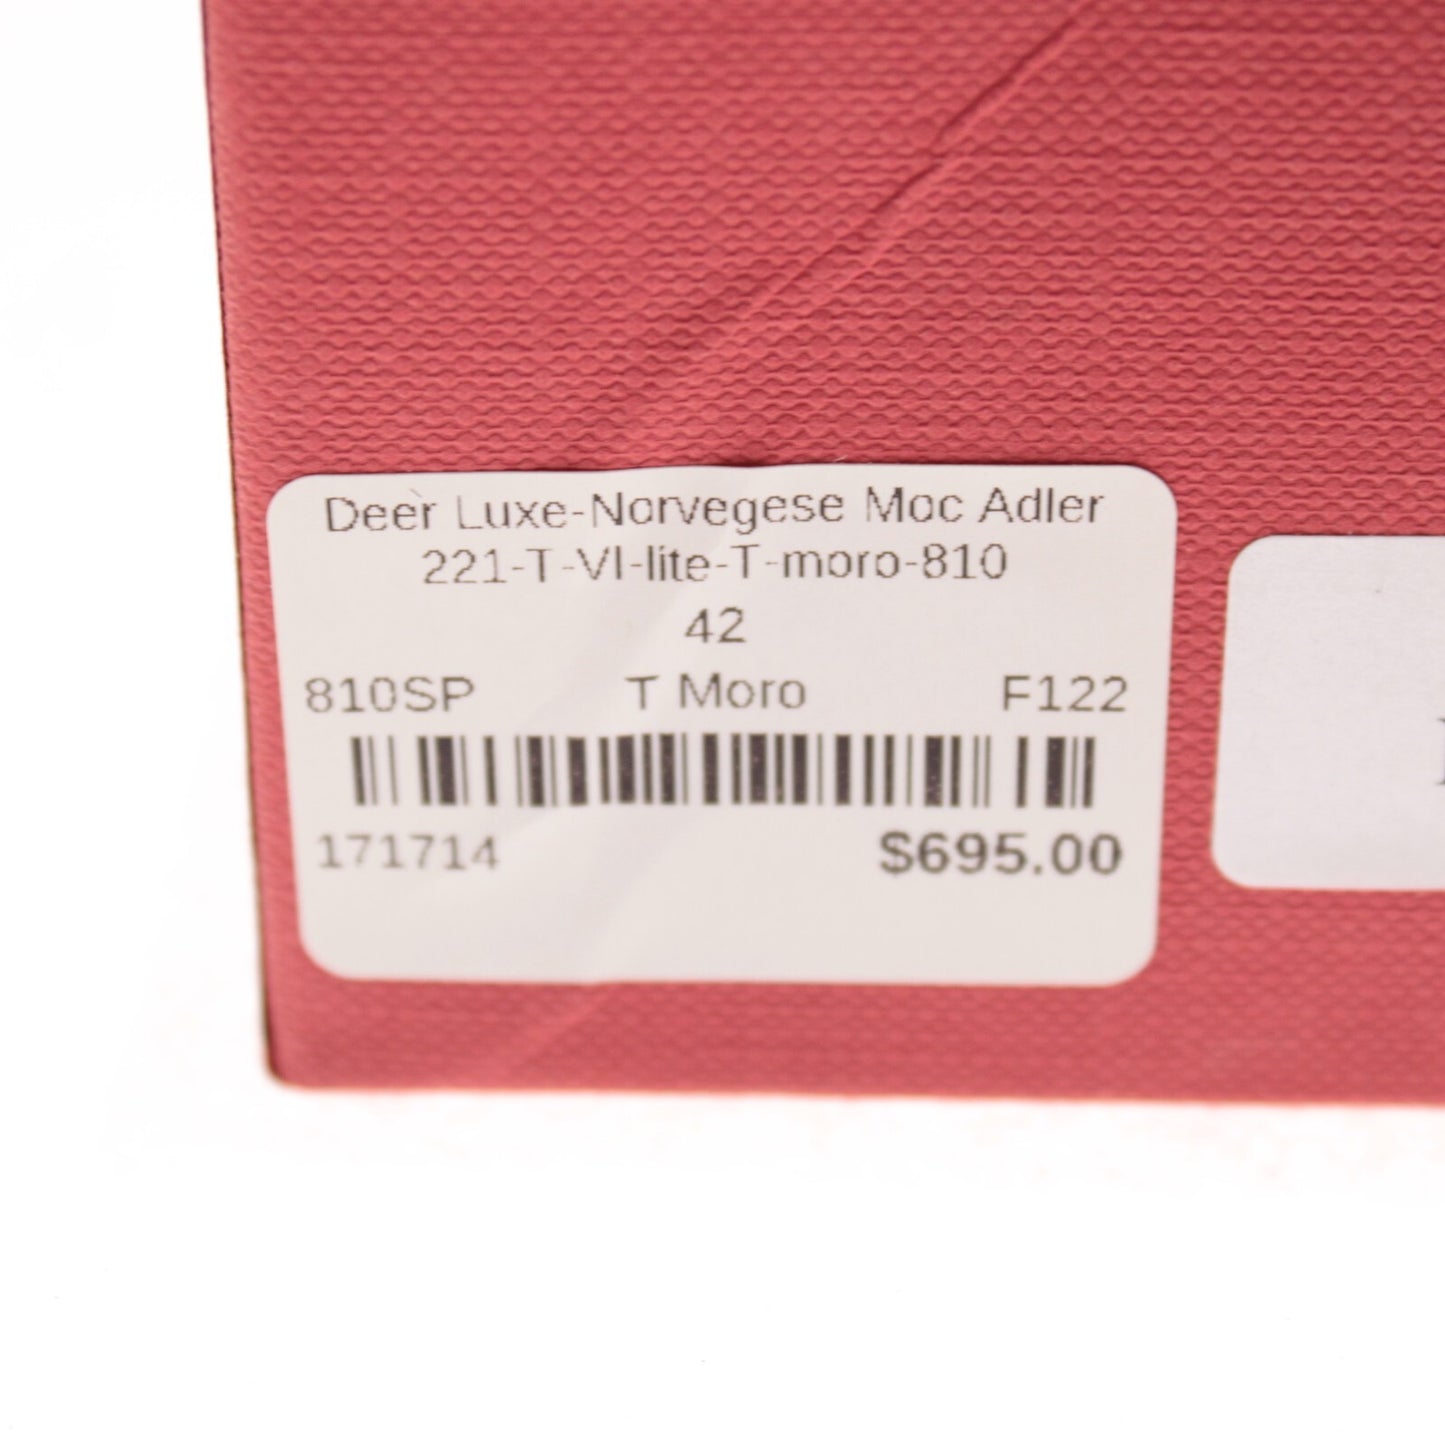 Deer Luxe-Norvegese Moc Adler
221-T-VI-lite-T-moro-810
42
810SP T Moro F122
171714 $695.00